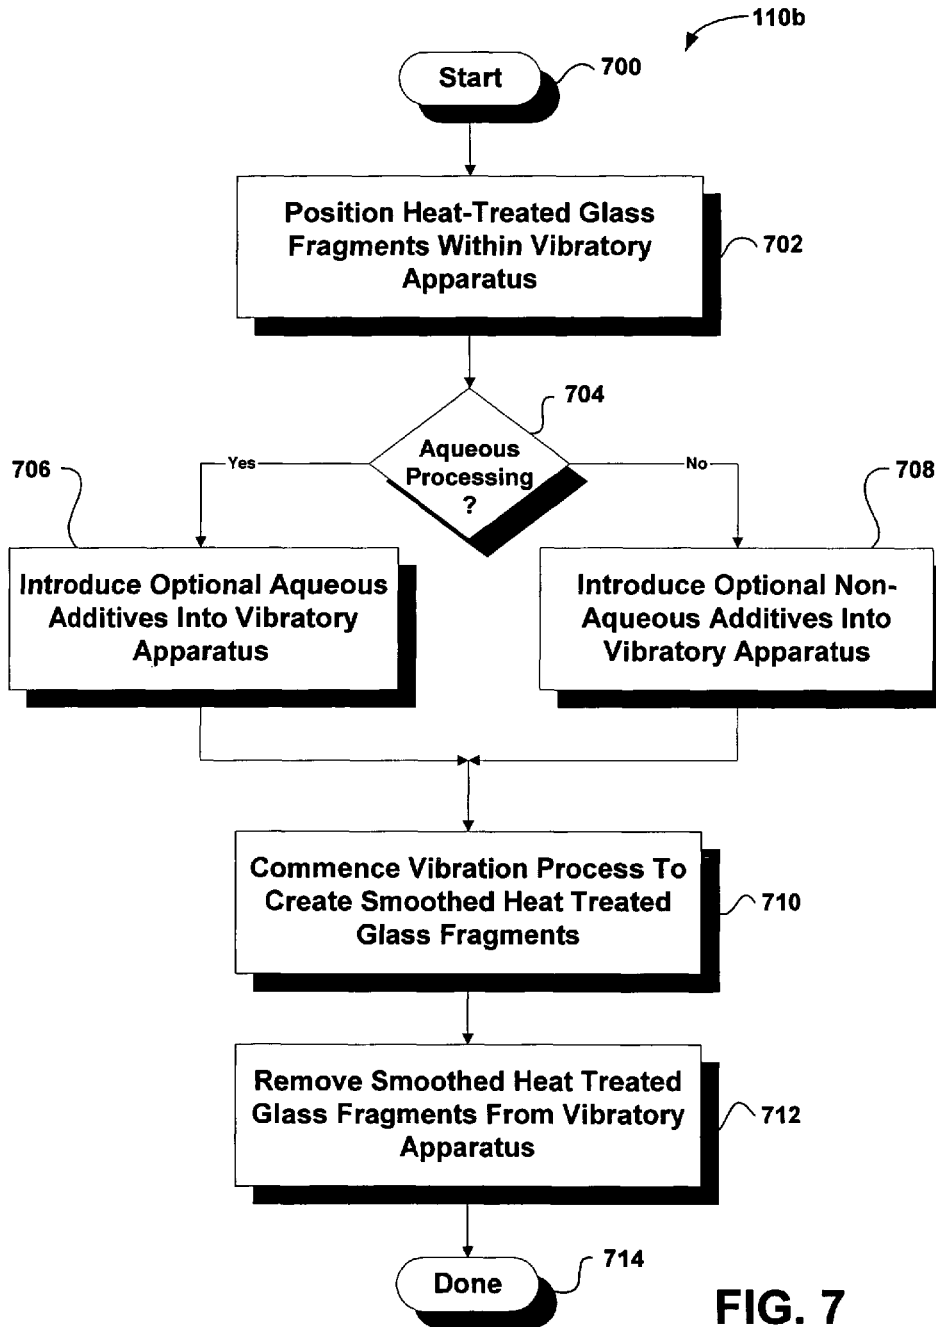 110b
Start
700
Position Heat-Treated Glass
Fragments Within Vibratory
Apparatus
702
704
Aqueous
Processing
?
Yes
No
706
708
Introduce Optional Aqueous
Additives Into Vibratory
Apparatus
Introduce Optional Non-
Aqueous Additives Into
Vibratory Apparatus
Commence Vibration Process To
Create Smoothed Heat Treated
Glass Fragments
710
Remove Smoothed Heat Treated
Glass Fragments From Vibratory
Apparatus
712
Done
714
FIG. 7